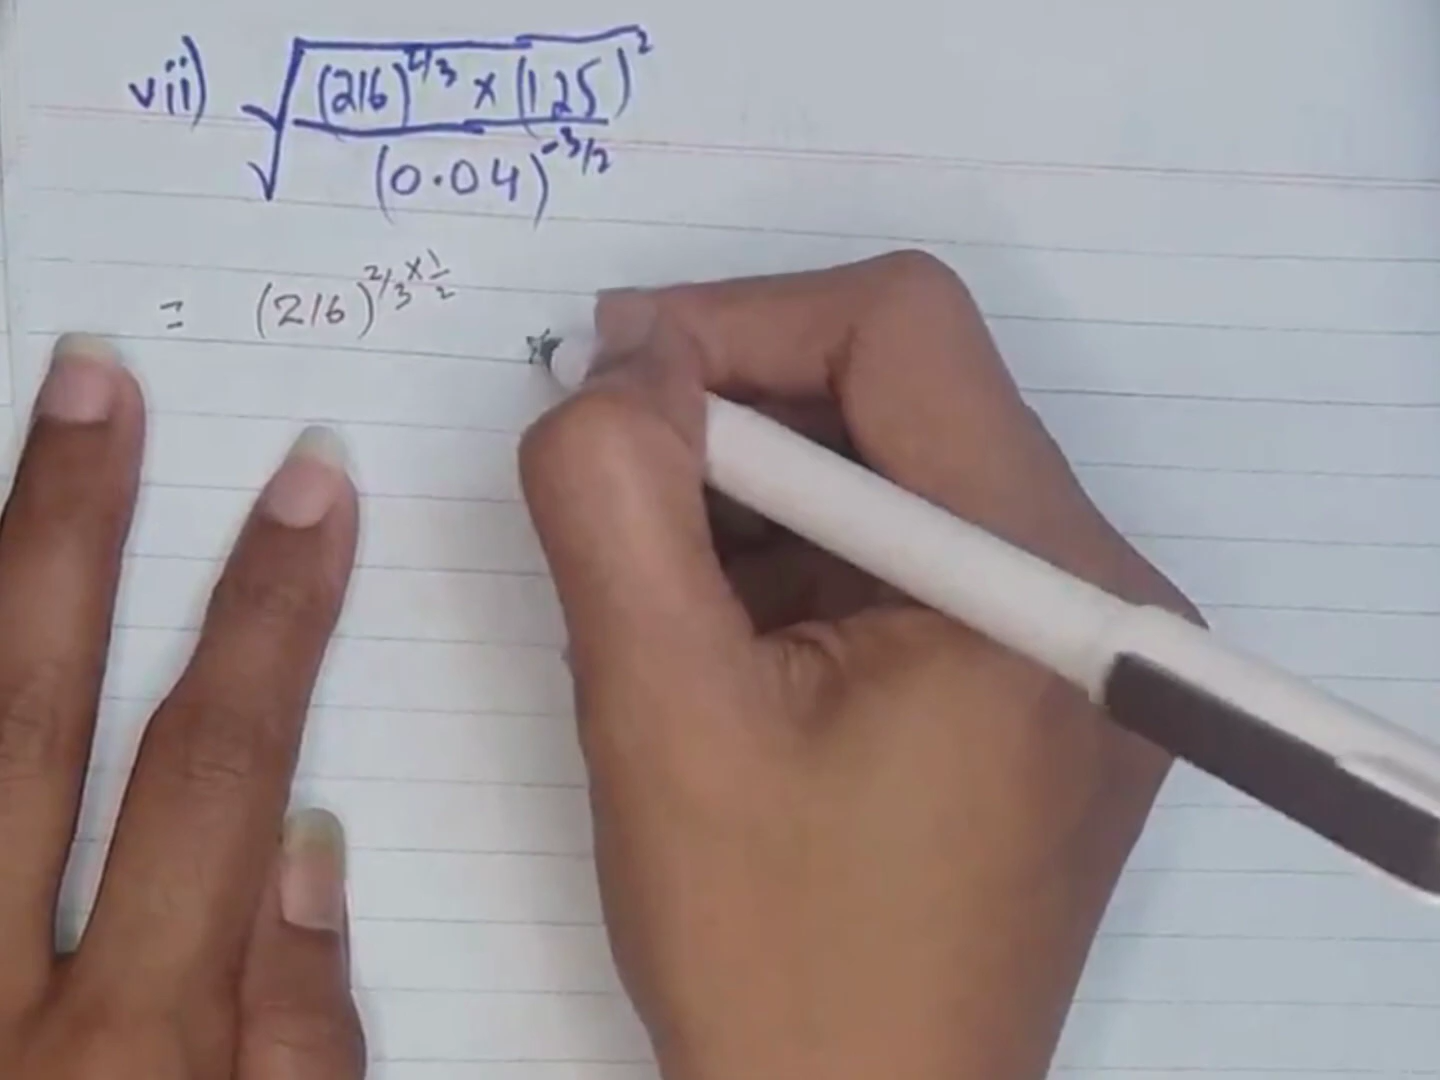 vii) √((216)^2/3 × (125)^2 / (0.04)^-3/2)
= (216)^2/3 × 1/2 ×